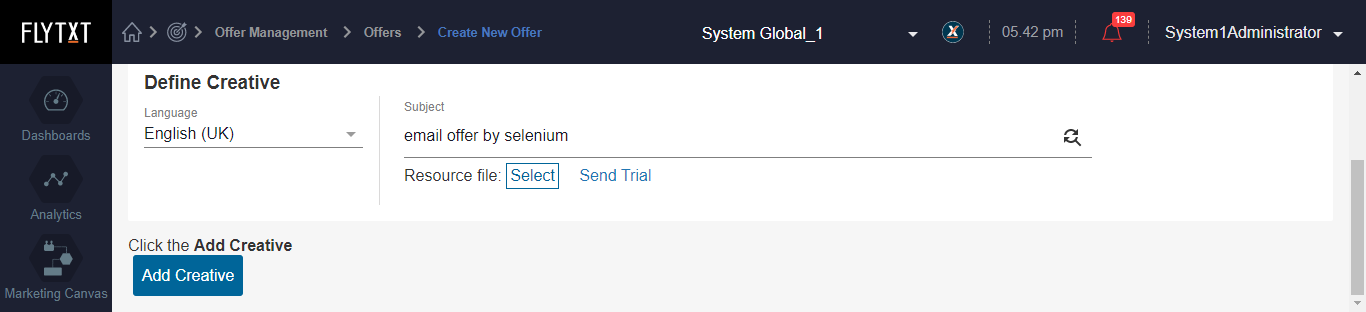 FLYTXT
Offer Management
Offers
Create New Offer
System Global_1
05.42 pm
139
System1Administrator
Dashboards
Analytics
Marketing Canvas
Define Creative
Language
English (UK)
Subject
email offer by selenium
Resource file: Select Send Trial
Click the Add Creative
Add Creative